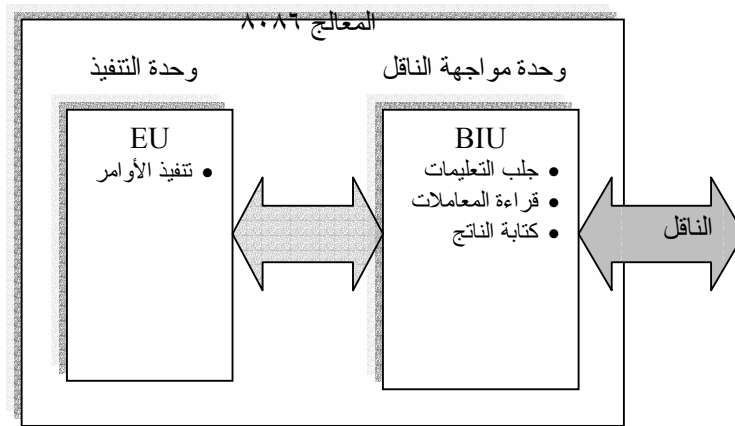 المعالج ٨٠٨٦
وحدة مواجهة الناقل
وحدة التنفيذ
BIU
• جلب التعليمات
• قراءة المعاملات
• كتابة الناتج
EU
• تنفيذ الأوامر
الناقل